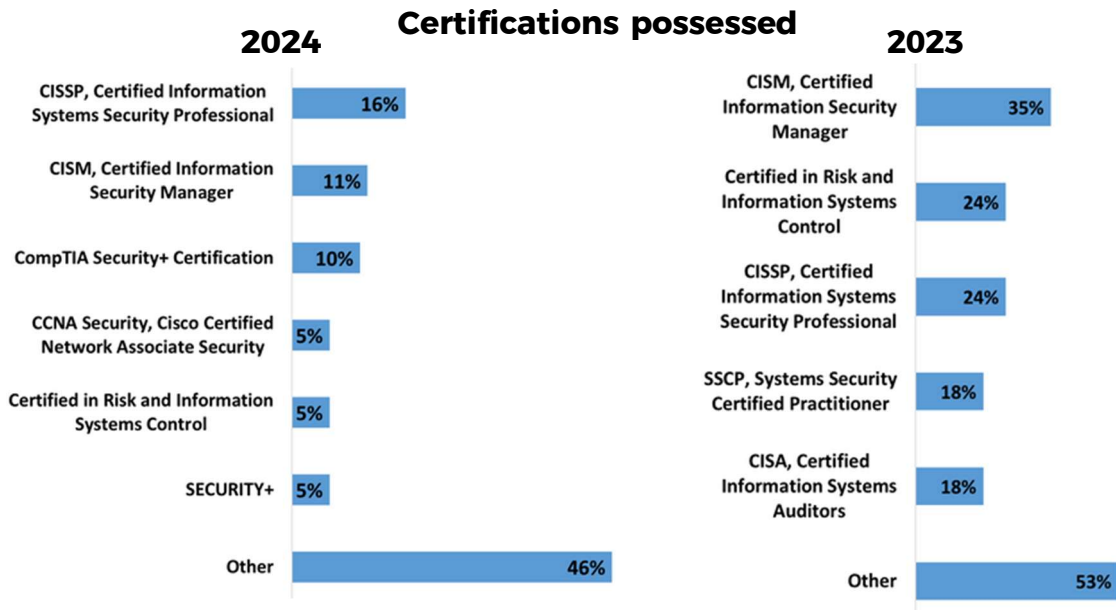 Certifications possessed
2024
CISSP, Certified Information
Systems Security Professional
16%
CISM, Certified Information
Security Manager
11%
CompTIA Security+ Certification
10%
CCNA Security, Cisco Certified
Network Associate Security
5%
Certified in Risk and Information
Systems Control
5%
SECURITY+
5%
Other
46%
2023
CISM, Certified
Information Security
Manager
35%
Certified in Risk and
Information Systems
Control
24%
CISSP, Certified
Information Systems
Security Professional
24%
SSCP, Systems Security
Certified Practitioner
18%
CISA, Certified
Information Systems
Auditors
18%
Other
53%